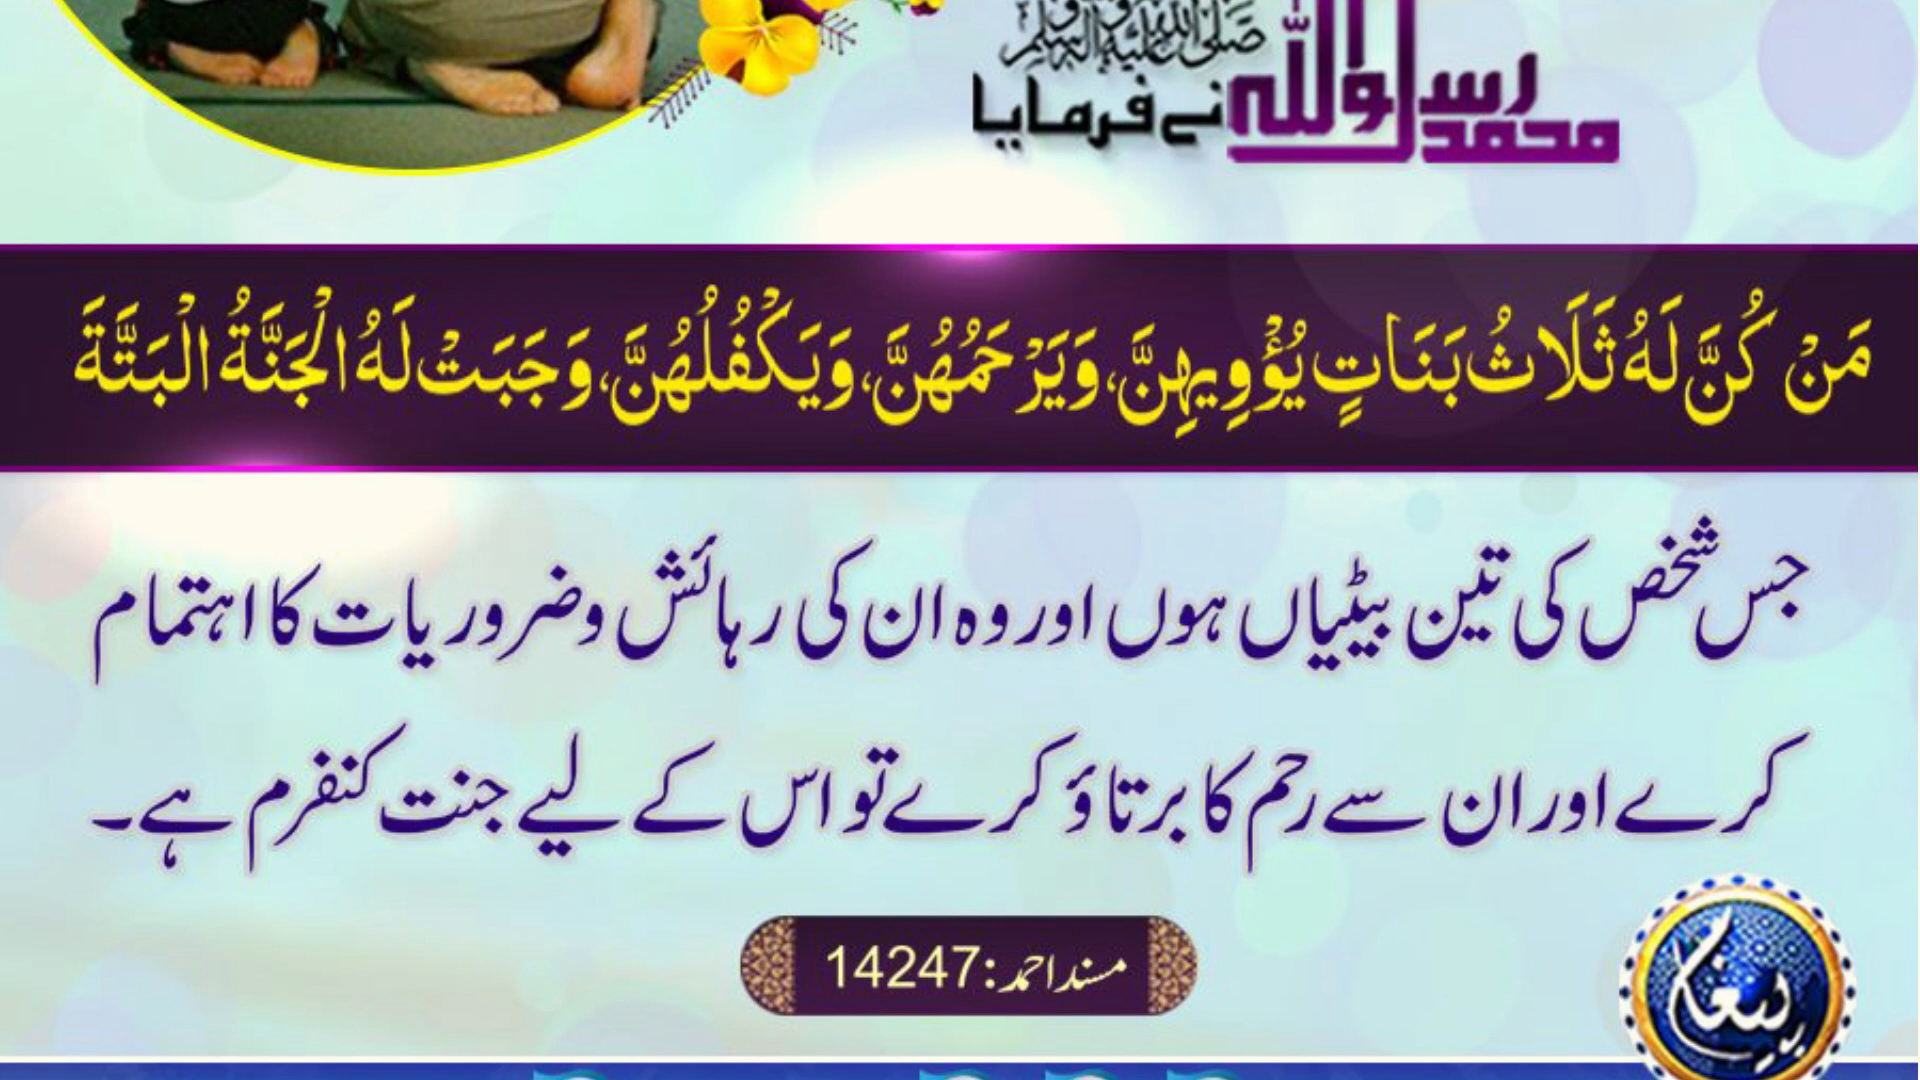 صلی اللہ علیہ وآلہ وسلم
محمد رسول اللہ نے فرمایا
مَنْ كُنَّ لَهُ ثَلَاثُ بَنَاتٍ يُؤْوِيهِنَّ، وَيَرْحَمُهُنَّ، وَيَكْفُلُهُنَّ، وَجَبَتْ لَهُ الْجَنَّةُ الْبَتَّةَ
جس شخص کی تین بیٹیاں ہوں اور وہ ان کی رہائش و ضروریات کا اہتمام
کرے اور ان سے رحم کا برتاؤ کرے تو اس کے لیے جنت کنفرم ہے۔
مسند احمد: 14247
پیغام